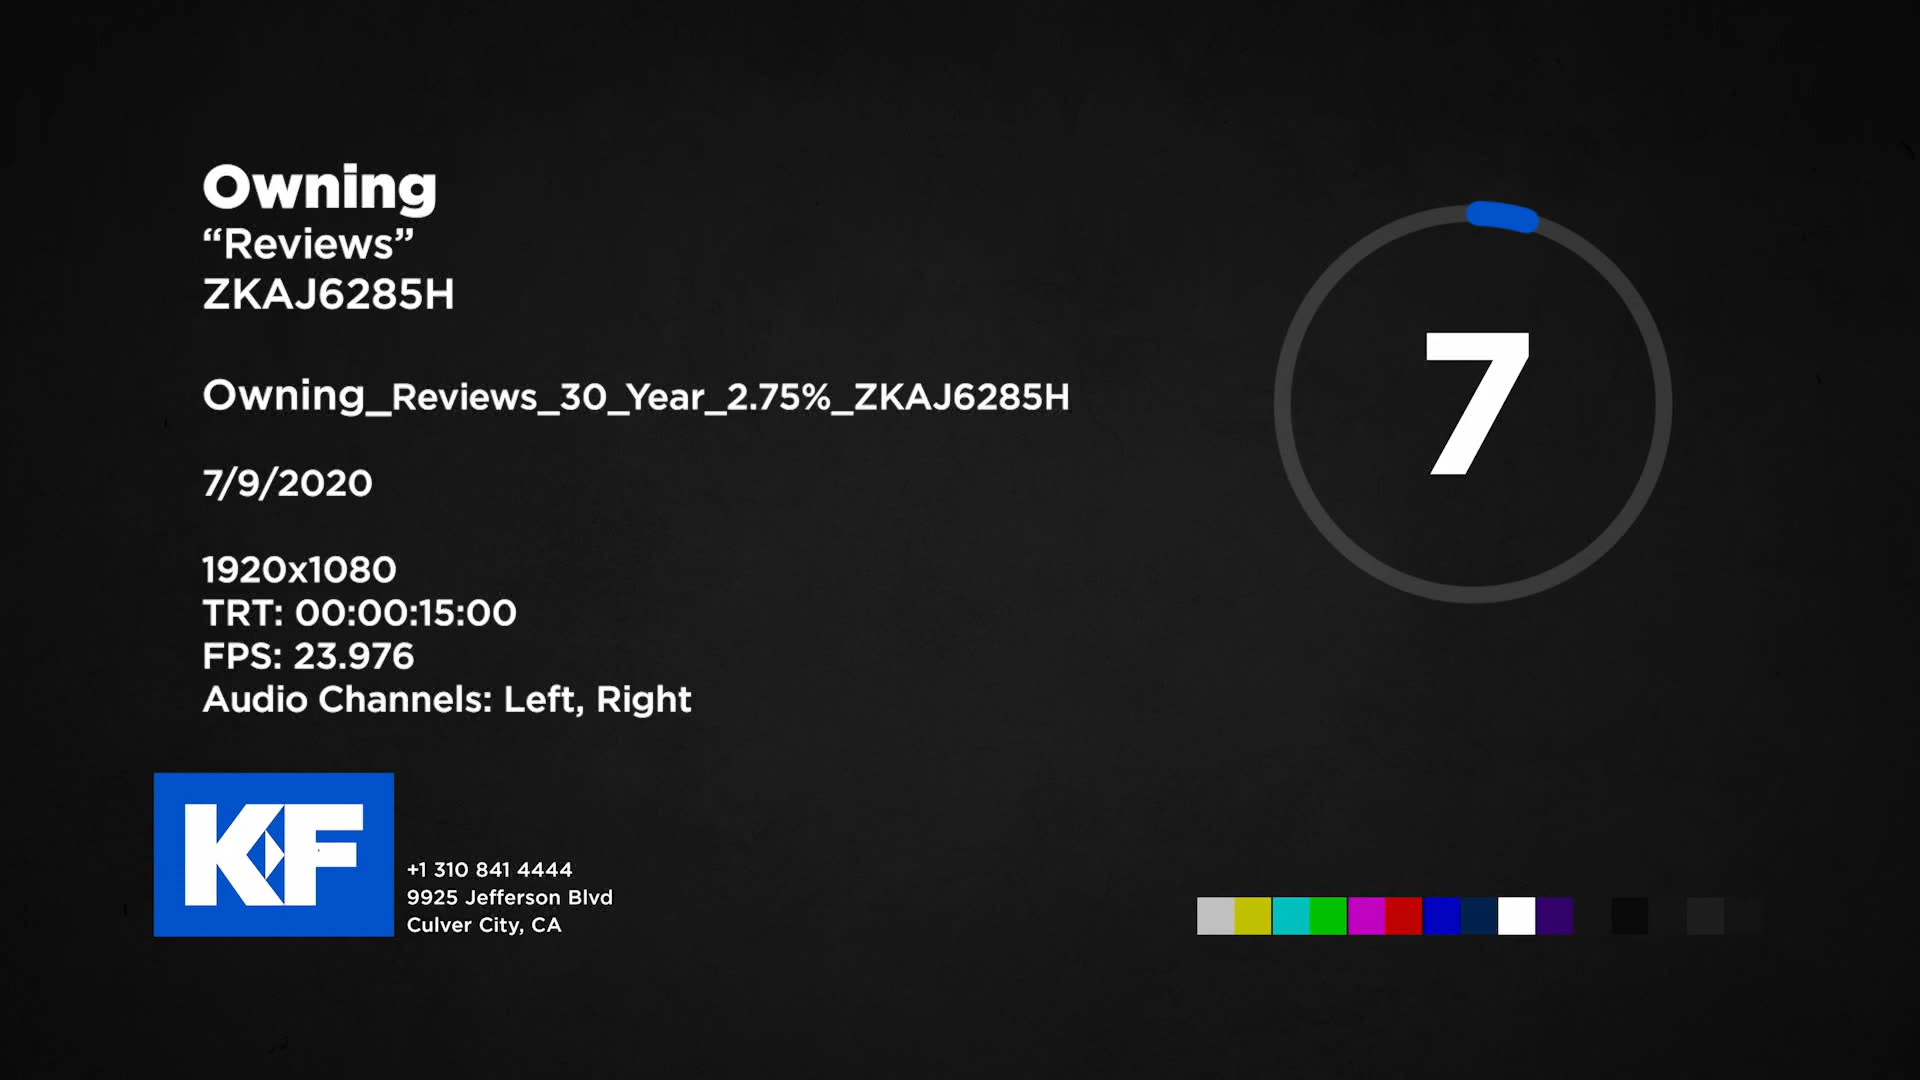 Owning
“Reviews”
ZKAJ6285H
Owning_Reviews_30_Year_2.75%_ZKAJ6285H
7/9/2020
1920x1080
TRT: 00:00:15:00
FPS: 23.976
Audio Channels: Left, Right
KF
+1 310 841 4444
9925 Jefferson Blvd
Culver City, CA
7